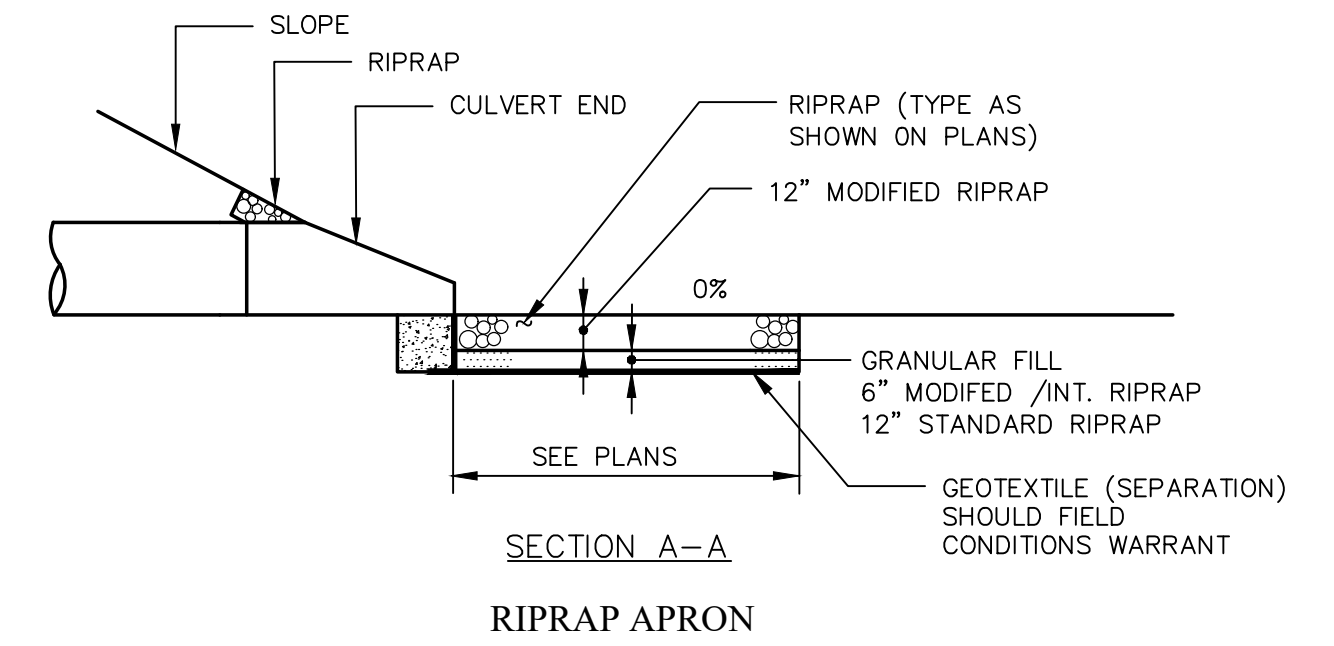 SLOPE
RIPRAP
CULVERT END
RIPRAP (TYPE AS
SHOWN ON PLANS)
12" MODIFIED RIPRAP
0%
GRANULAR FILL
6" MODIFED /INT. RIPRAP
12" STANDARD RIPRAP
SEE PLANS
GEOTEXTILE (SEPARATION)
SHOULD FIELD
CONDITIONS WARRANT
SECTION A-A
RIPRAP APRON